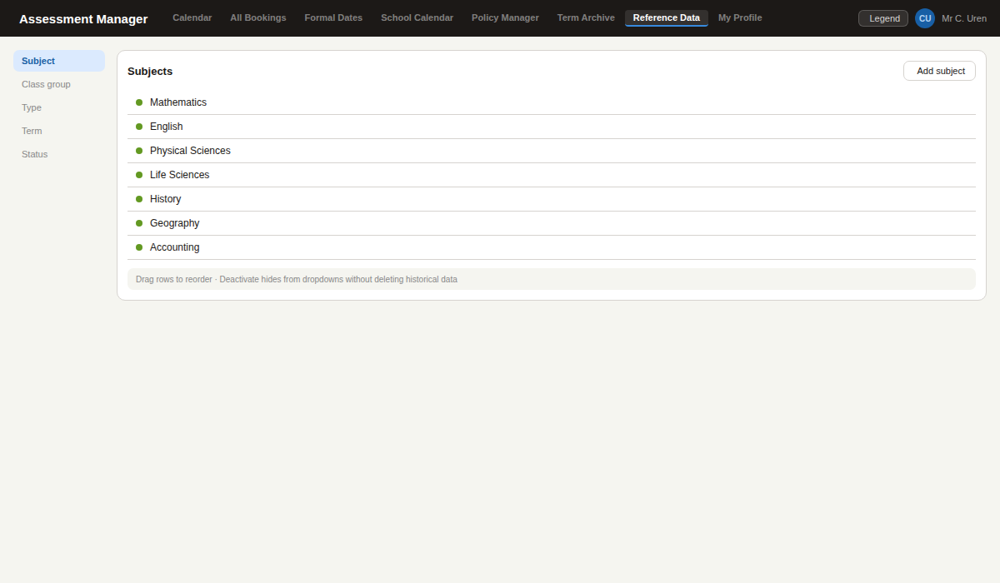 Assessment Manager
Calendar
All Bookings
Formal Dates
School Calendar
Policy Manager
Term Archive
Reference Data
My Profile
Legend
CU
Mr C. Uren
Subject
Class group
Type
Term
Status
Subjects
Add subject
Mathematics
English
Physical Sciences
Life Sciences
History
Geography
Accounting
Drag rows to reorder · Deactivate hides from dropdowns without deleting historical data